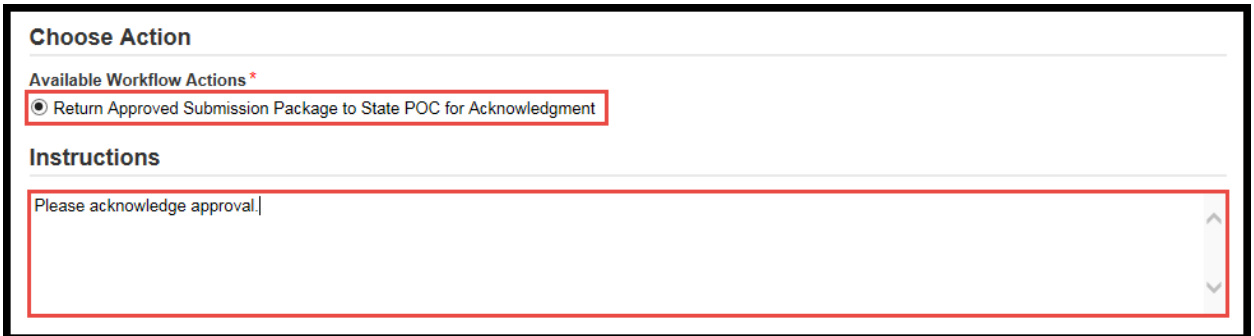 Choose Action
Available Workflow Actions *
Return Approved Submission Package to State POC for Acknowledgment
Instructions
Please acknowledge approval.